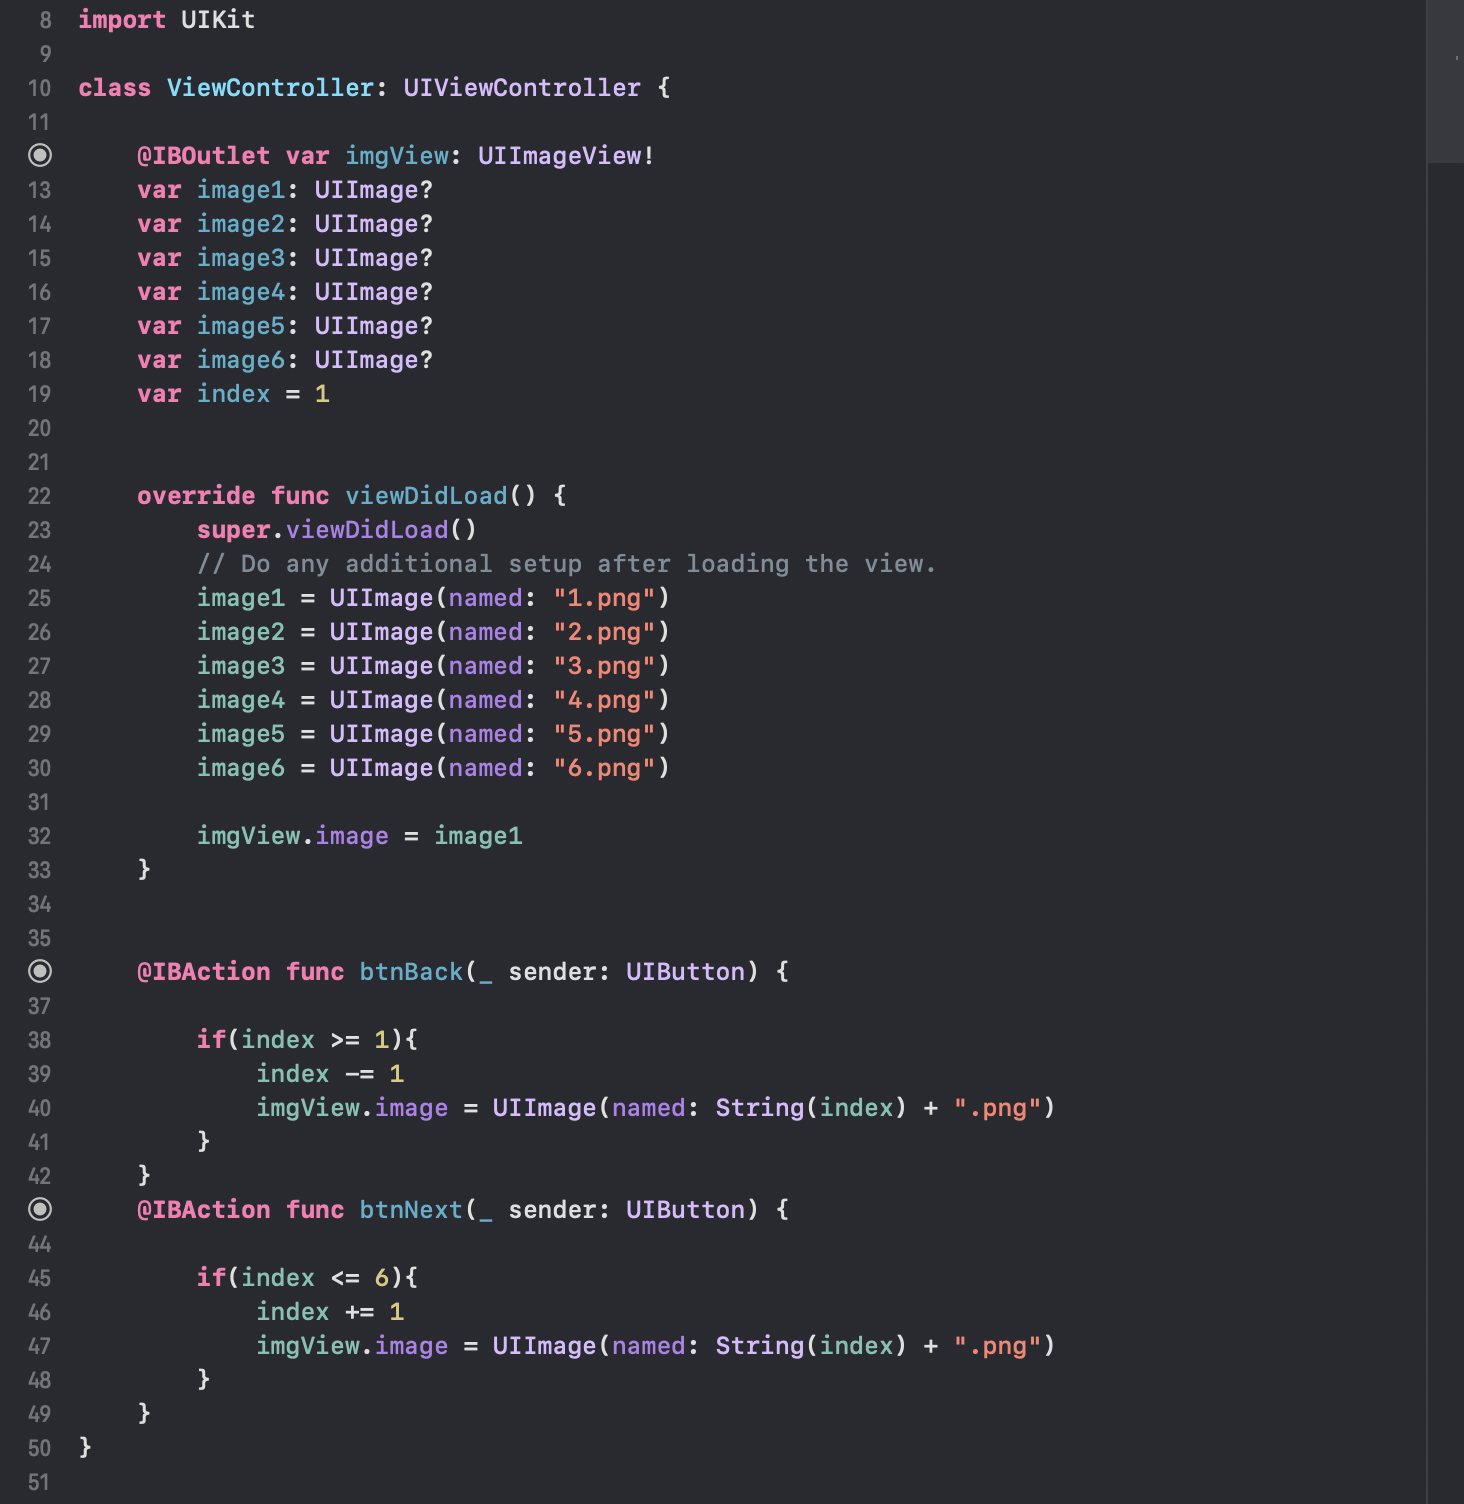 8 import UIKit
9
10 class ViewController: UIViewController {
11
@IBOutlet var imgView: UIImageView!
13 var image1: UIImage?
14 var image2: UIImage?
15 var image3: UIImage?
16 var image4: UIImage?
17 var image5: UIImage?
18 var image6: UIImage?
19 var index = 1
20
21
22 override func viewDidLoad() {
23 super.viewDidLoad()
24 // Do any additional setup after loading the view.
25 image1 = UIImage(named: "1.png")
26 image2 = UIImage(named: "2.png")
27 image3 = UIImage(named: "3.png")
28 image4 = UIImage(named: "4.png")
29 image5 = UIImage(named: "5.png")
30 image6 = UIImage(named: "6.png")
31
32 imgView.image = image1
33 }
34
35
@IBAction func btnBack(_ sender: UIButton) {
37
38 if(index >= 1){
39 index -= 1
40 imgView.image = UIImage(named: String(index) + ".png")
41 }
42 }
@IBAction func btnNext(_ sender: UIButton) {
44
45 if(index <= 6){
46 index += 1
47 imgView.image = UIImage(named: String(index) + ".png")
48 }
49 }
50 }
51